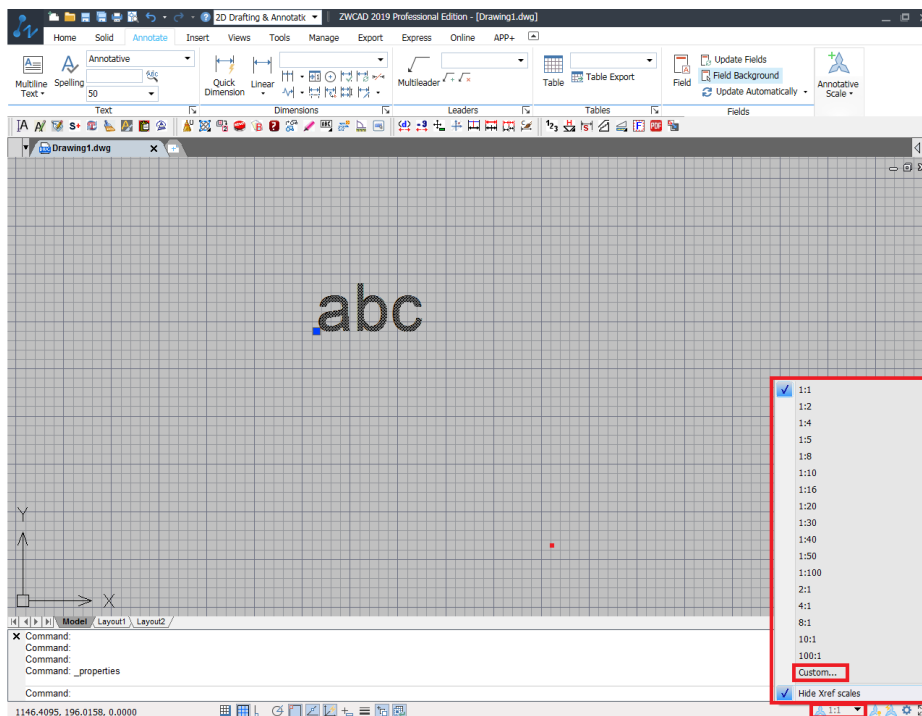 2D Drafting & Annotatic
ZWCAD 2019 Professional Edition - [Drawing1.dwg]
Home Solid Annotate Insert Views Tools Manage Export Express Online APP+
Annotative
Multiline Text
Spelling
50
Text
Quick Dimension
Linear
Dimensions
Multileader
Leaders
Table
Table Export
Tables
Field
Update Fields
Field Background
Update Automatically
Fields
Annotative Scale
Drawing1.dwg
abc
Y
X
1:1
1:2
1:4
1:5
1:8
1:10
1:16
1:20
1:30
1:40
1:50
1:100
2:1
4:1
8:1
10:1
100:1
Custom...
Hide Xref scales
Model Layout1 Layout2
Command:
Command:
Command:
Command: _properties
Command:
1146.4095, 196.0158, 0.0000
1:1